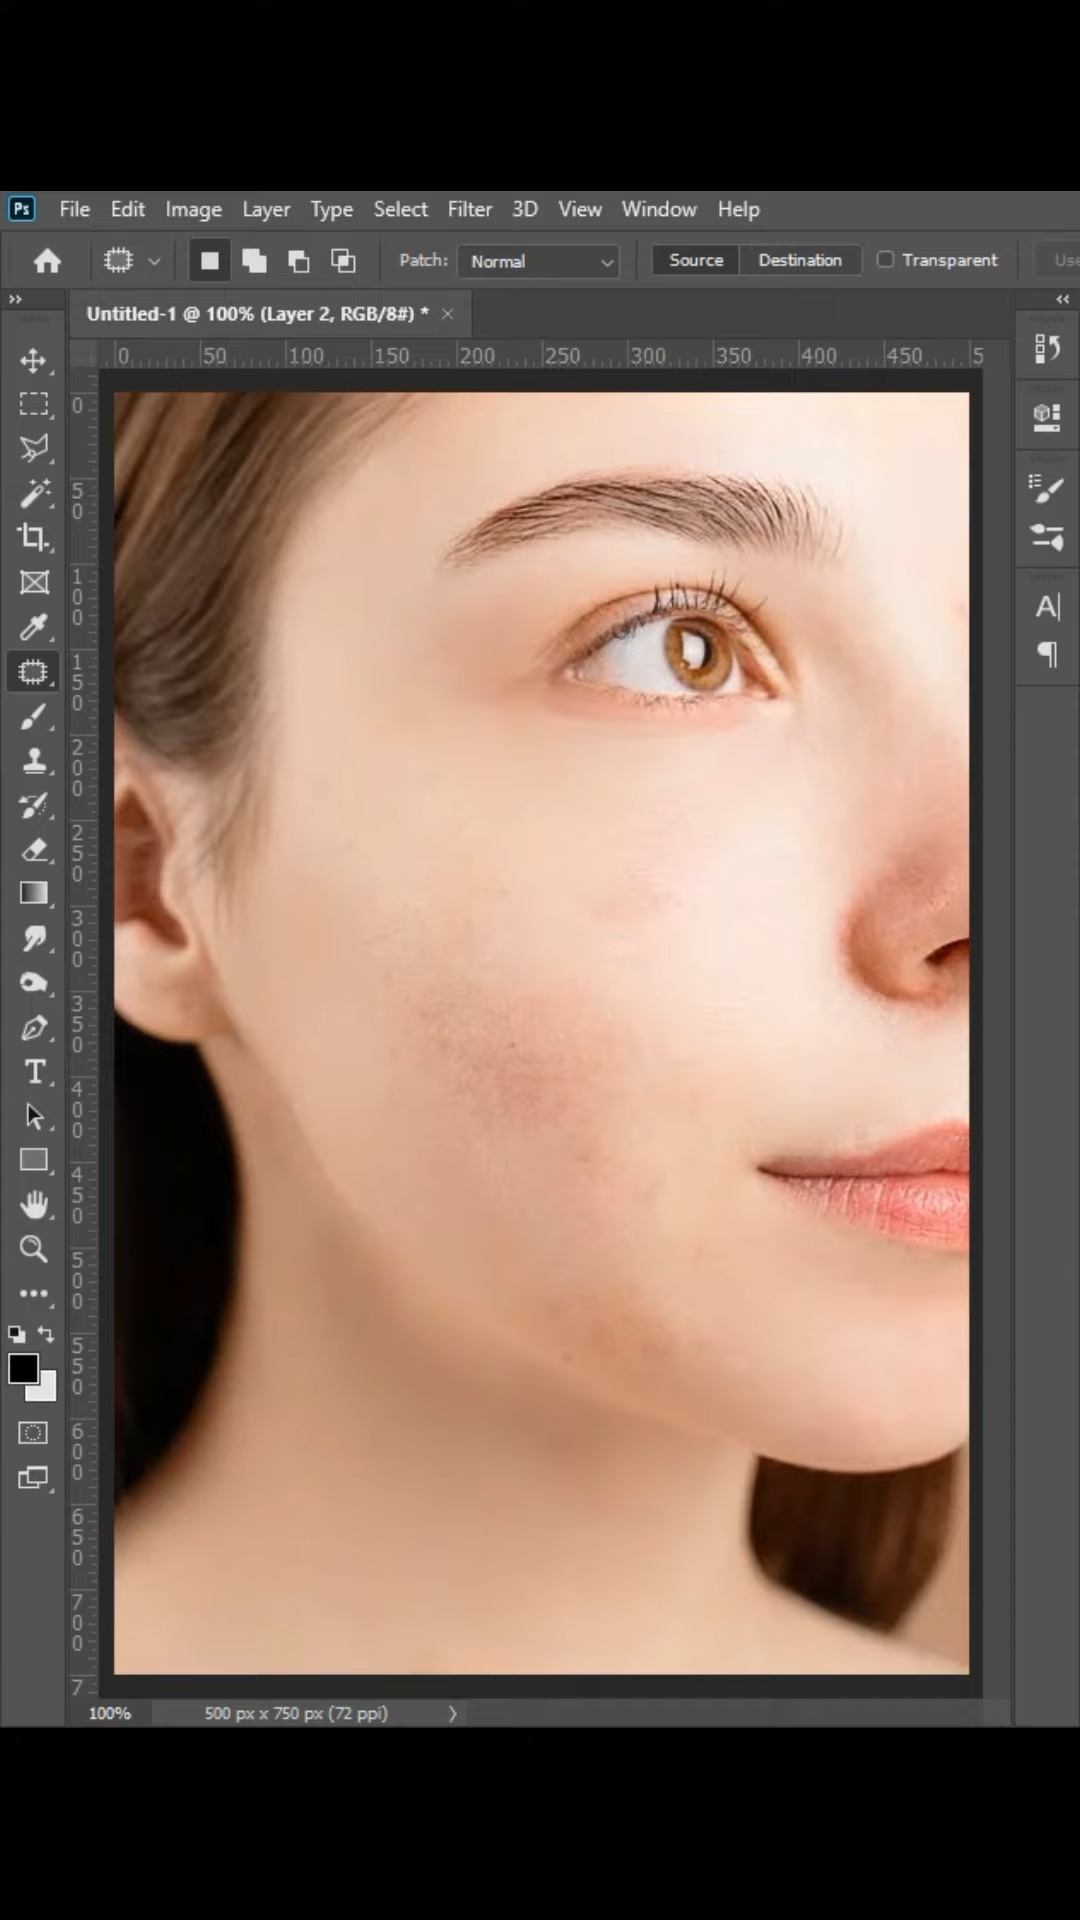 Ps File Edit Image Layer Type Select Filter 3D View Window Help
Patch: Normal Source Destination Transparent Use
Untitled-1 @ 100% (Layer 2, RGB/8#) * ×
0 50 100 150 200 250 300 350 400 450 5
0
50
100
150
200
250
300
350
400
450
500
550
600
650
700
7
T
A|
¶
100% 500 px x 750 px (72 ppi)